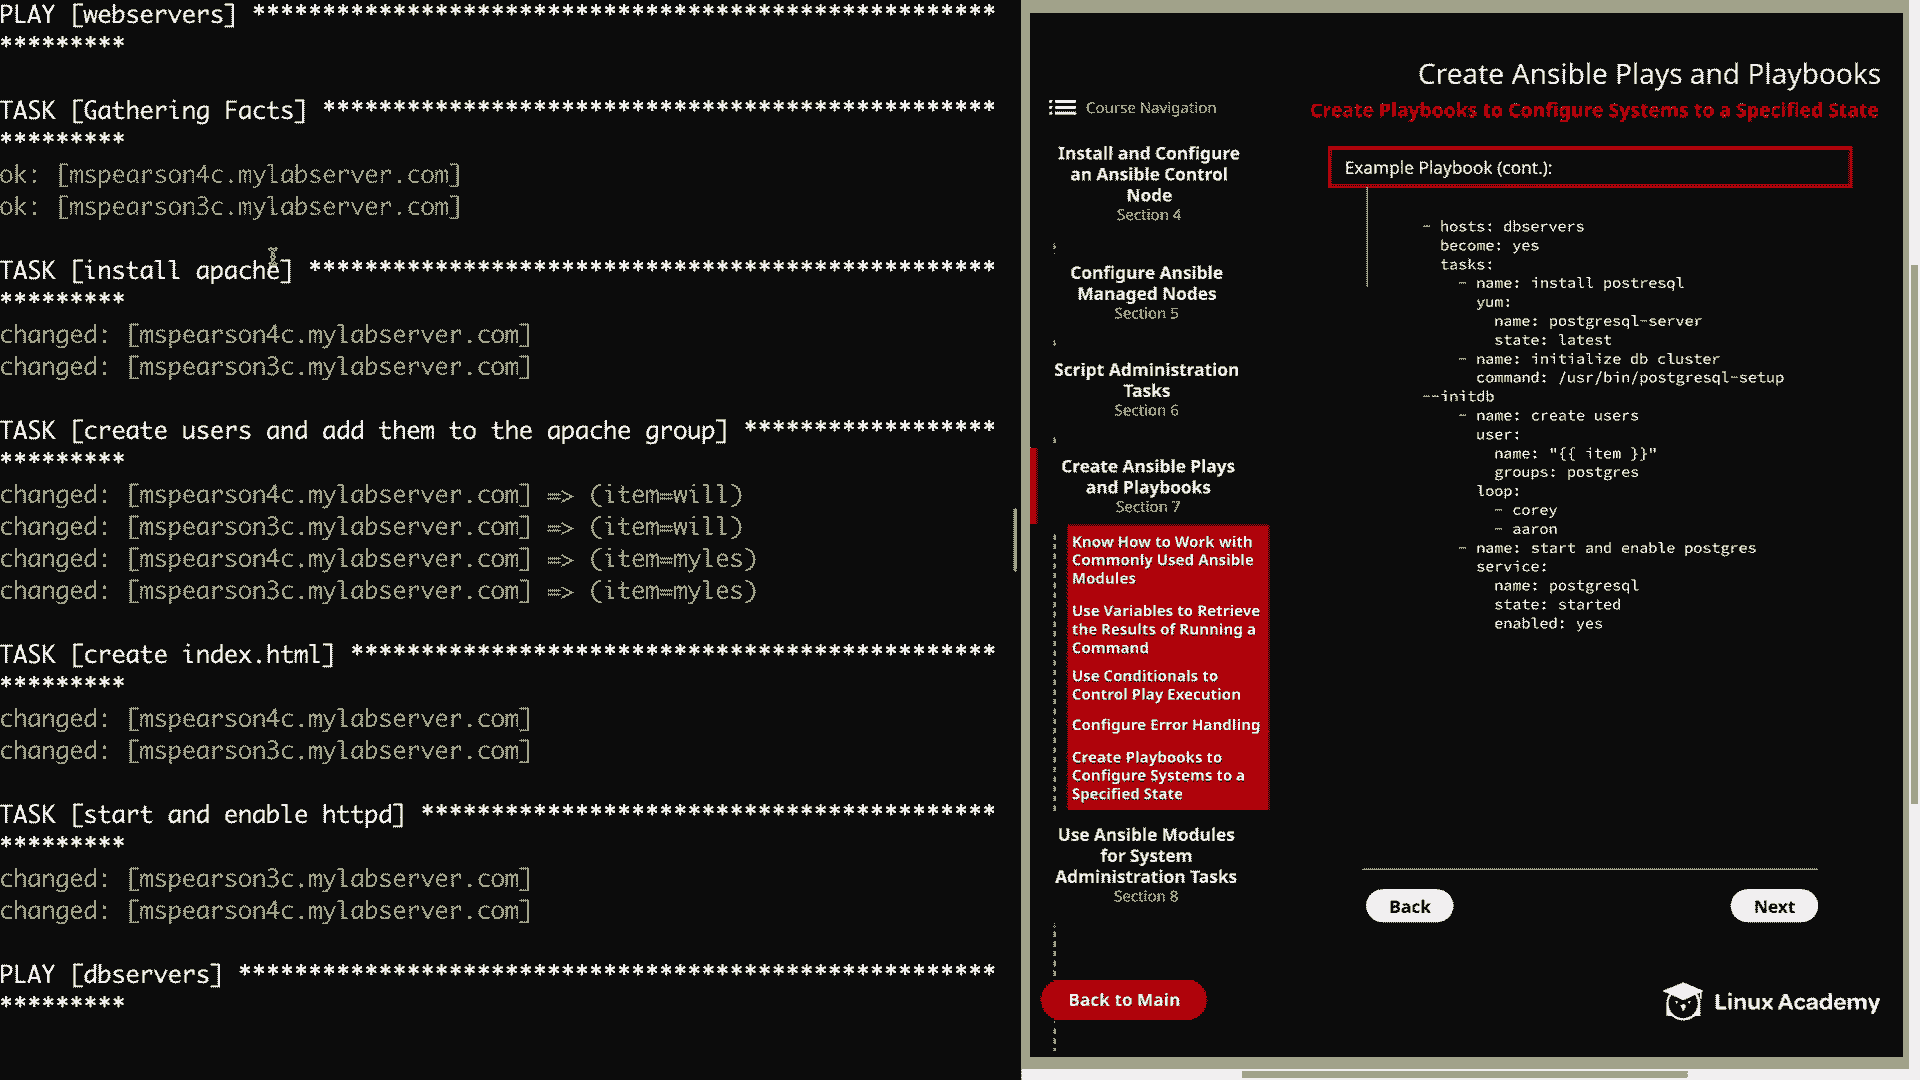 PLAY [webservers] *****************************************************
*********
TASK [Gathering Facts] ************************************************
*********
ok: [mspearson4c.mylabserver.com]
ok: [mspearson3c.mylabserver.com]
TASK [install apache] *************************************************
*********
changed: [mspearson4c.mylabserver.com]
changed: [mspearson3c.mylabserver.com]
TASK [create users and add them to the apache group] ******************
*********
changed: [mspearson4c.mylabserver.com] => (item=will)
changed: [mspearson3c.mylabserver.com] => (item=will)
changed: [mspearson4c.mylabserver.com] => (item=myles)
changed: [mspearson3c.mylabserver.com] => (item=myles)
TASK [create index.html] **********************************************
*********
changed: [mspearson4c.mylabserver.com]
changed: [mspearson3c.mylabserver.com]
TASK [start and enable httpd] *****************************************
*********
changed: [mspearson3c.mylabserver.com]
changed: [mspearson4c.mylabserver.com]
PLAY [dbservers] ******************************************************
*********
Create Ansible Plays and Playbooks
Course Navigation
Create Playbooks to Configure Systems to a Specified State
Install and Configure
an Ansible Control
Node
Section 4
Configure Ansible
Managed Nodes
Section 5
Script Administration
Tasks
Section 6
Create Ansible Plays
and Playbooks
Section 7
Know How to Work with
Commonly Used Ansible
Modules
Use Variables to Retrieve
the Results of Running a
Command
Use Conditionals to
Control Play Execution
Configure Error Handling
Create Playbooks to
Configure Systems to a
Specified State
Use Ansible Modules
for System
Administration Tasks
Section 8
Back to Main
Example Playbook (cont.):
- hosts: dbservers
become: yes
tasks:
- name: install postresql
yum:
name: postgresql-server
state: latest
- name: initialize db cluster
command: /usr/bin/postgresql-setup
--initdb
- name: create users
user:
name: "{{ item }}"
groups: postgres
loop:
- corey
- aaron
- name: start and enable postgres
service:
name: postgresql
state: started
enabled: yes
Back
Next
Linux Academy